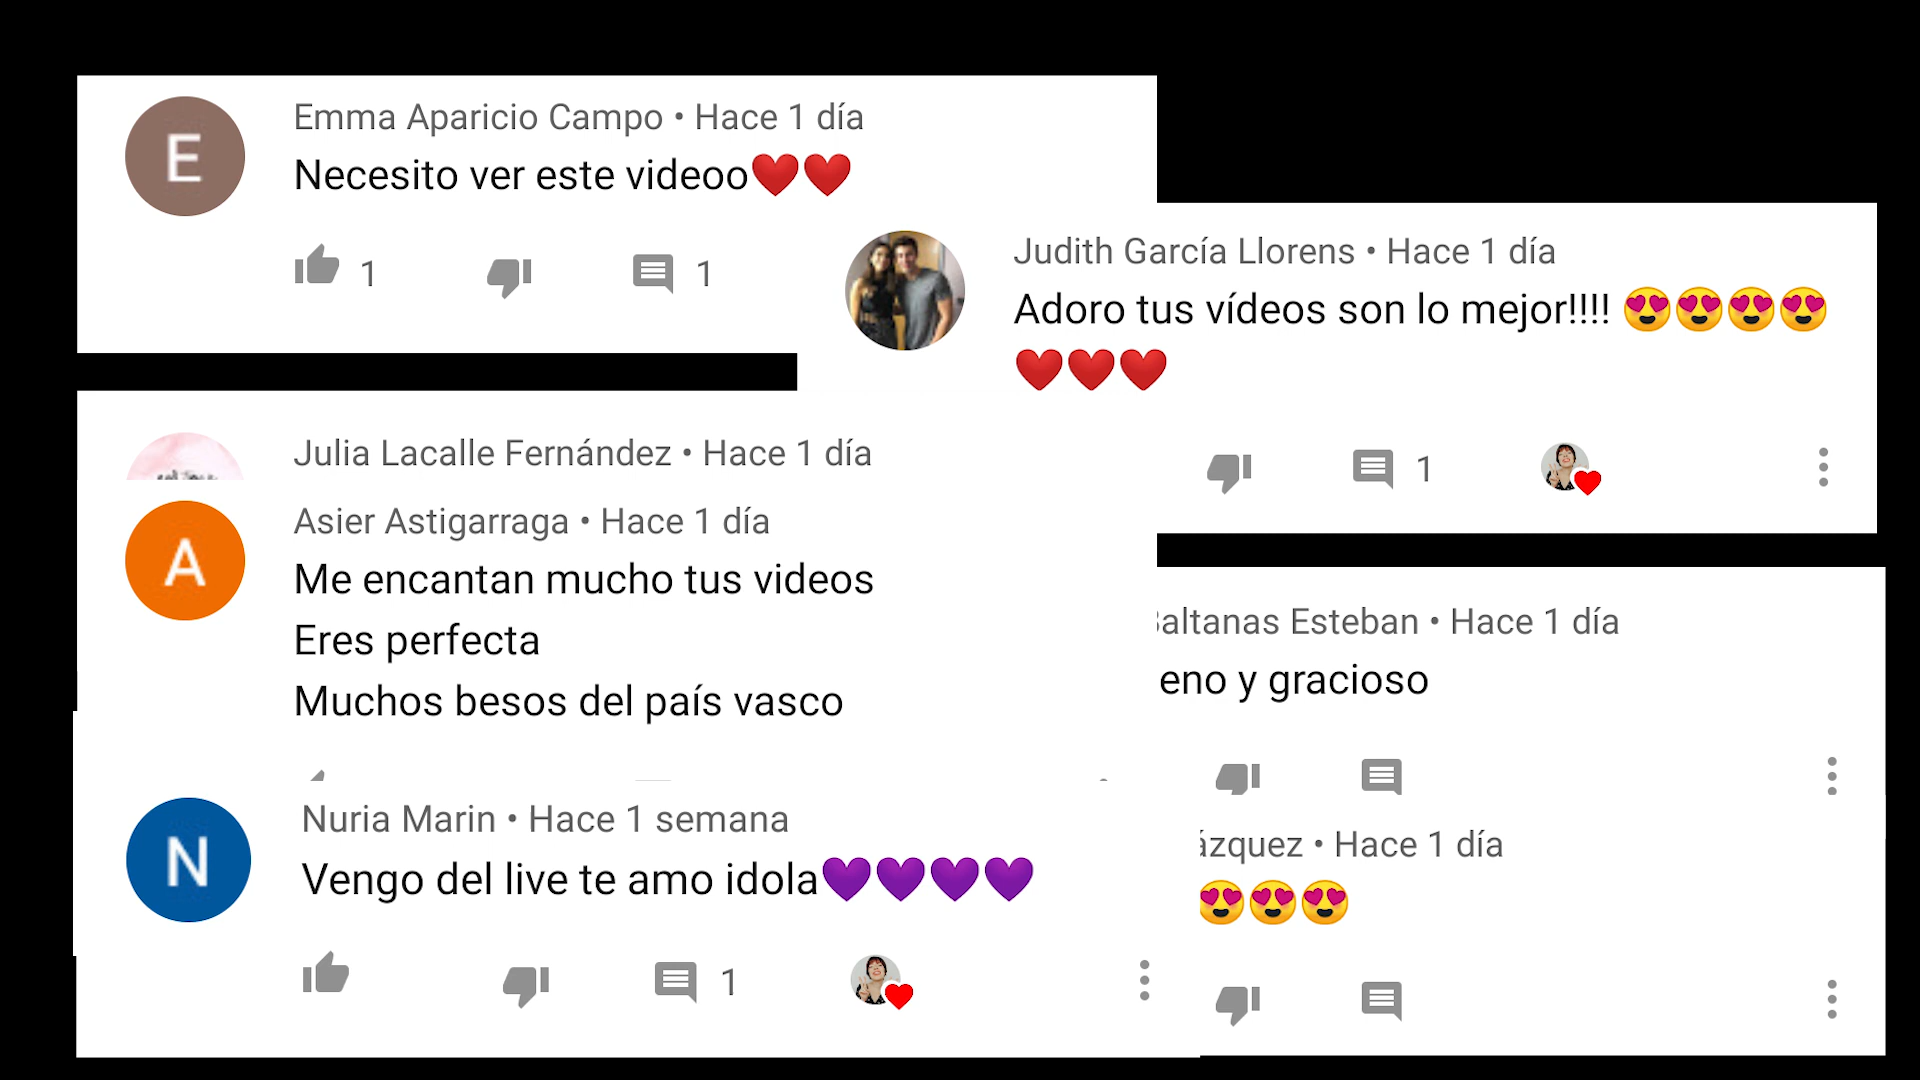 E
Emma Aparicio Campo • Hace 1 día
Necesito ver este videoo❤️❤️
1
1
Judith García Llorens • Hace 1 día
Adoro tus vídeos son lo mejor!!!! 😍😍😍😍
❤️❤️❤️
1
Julia Lacalle Fernández • Hace 1 día
A
Asier Astigarraga • Hace 1 día
Me encantan mucho tus videos
Eres perfecta
Muchos besos del país vasco
Esteban • Hace 1 día
y gracioso
N
Nuria Marin • Hace 1 semana
Vengo del live te amo idola💜💜💜💜
1
• Hace 1 día
😍😍😍